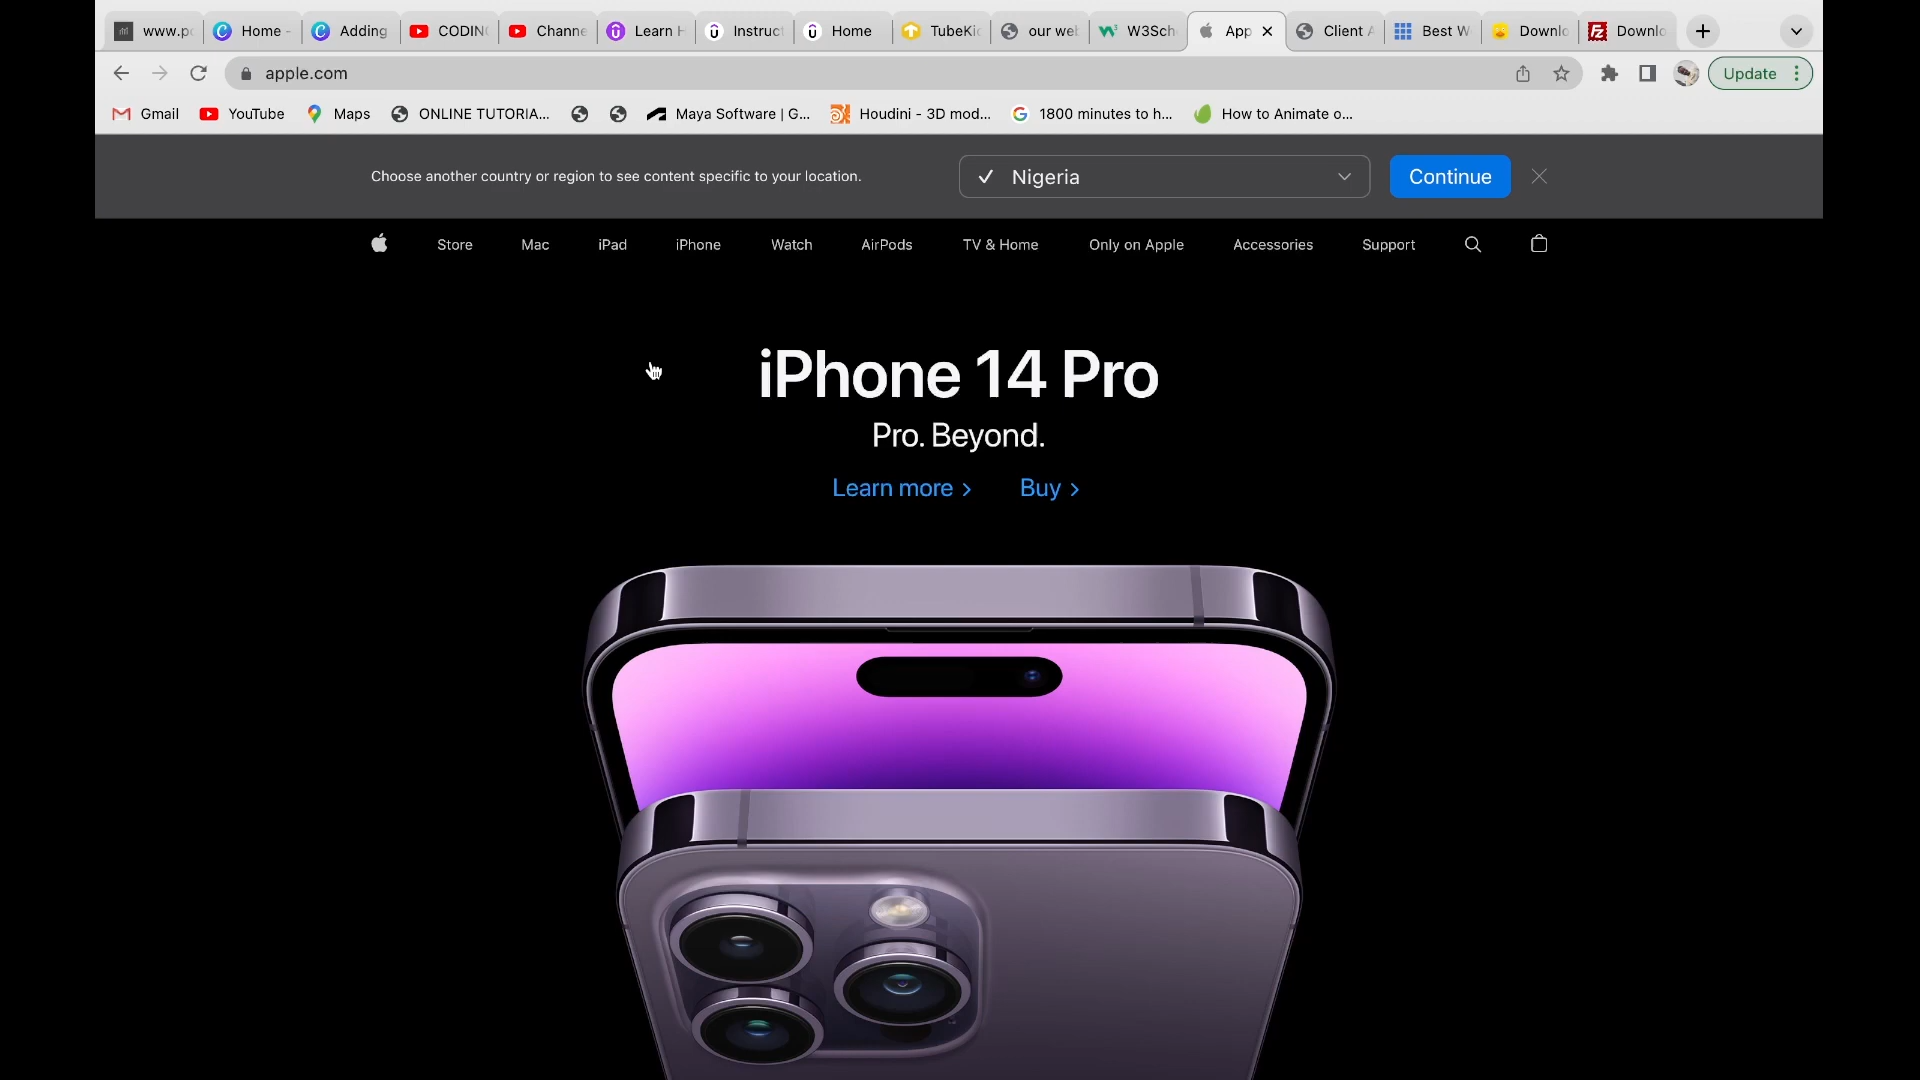 www.p Home - Adding CODIN Channe Learn H Instruc Home TubeKi our we W3Sch App Client A Best W Downlo Downlo
apple.com Update
Gmail YouTube Maps ONLINE TUTORIA... Maya Software | G... Houdini - 3D mod... 1800 minutes to h... How to Animate o...
Choose another country or region to see content specific to your location. Nigeria Continue
Store Mac iPad iPhone Watch AirPods TV & Home Only on Apple Accessories Support
iPhone 14 Pro
Pro. Beyond.
Learn more > Buy >